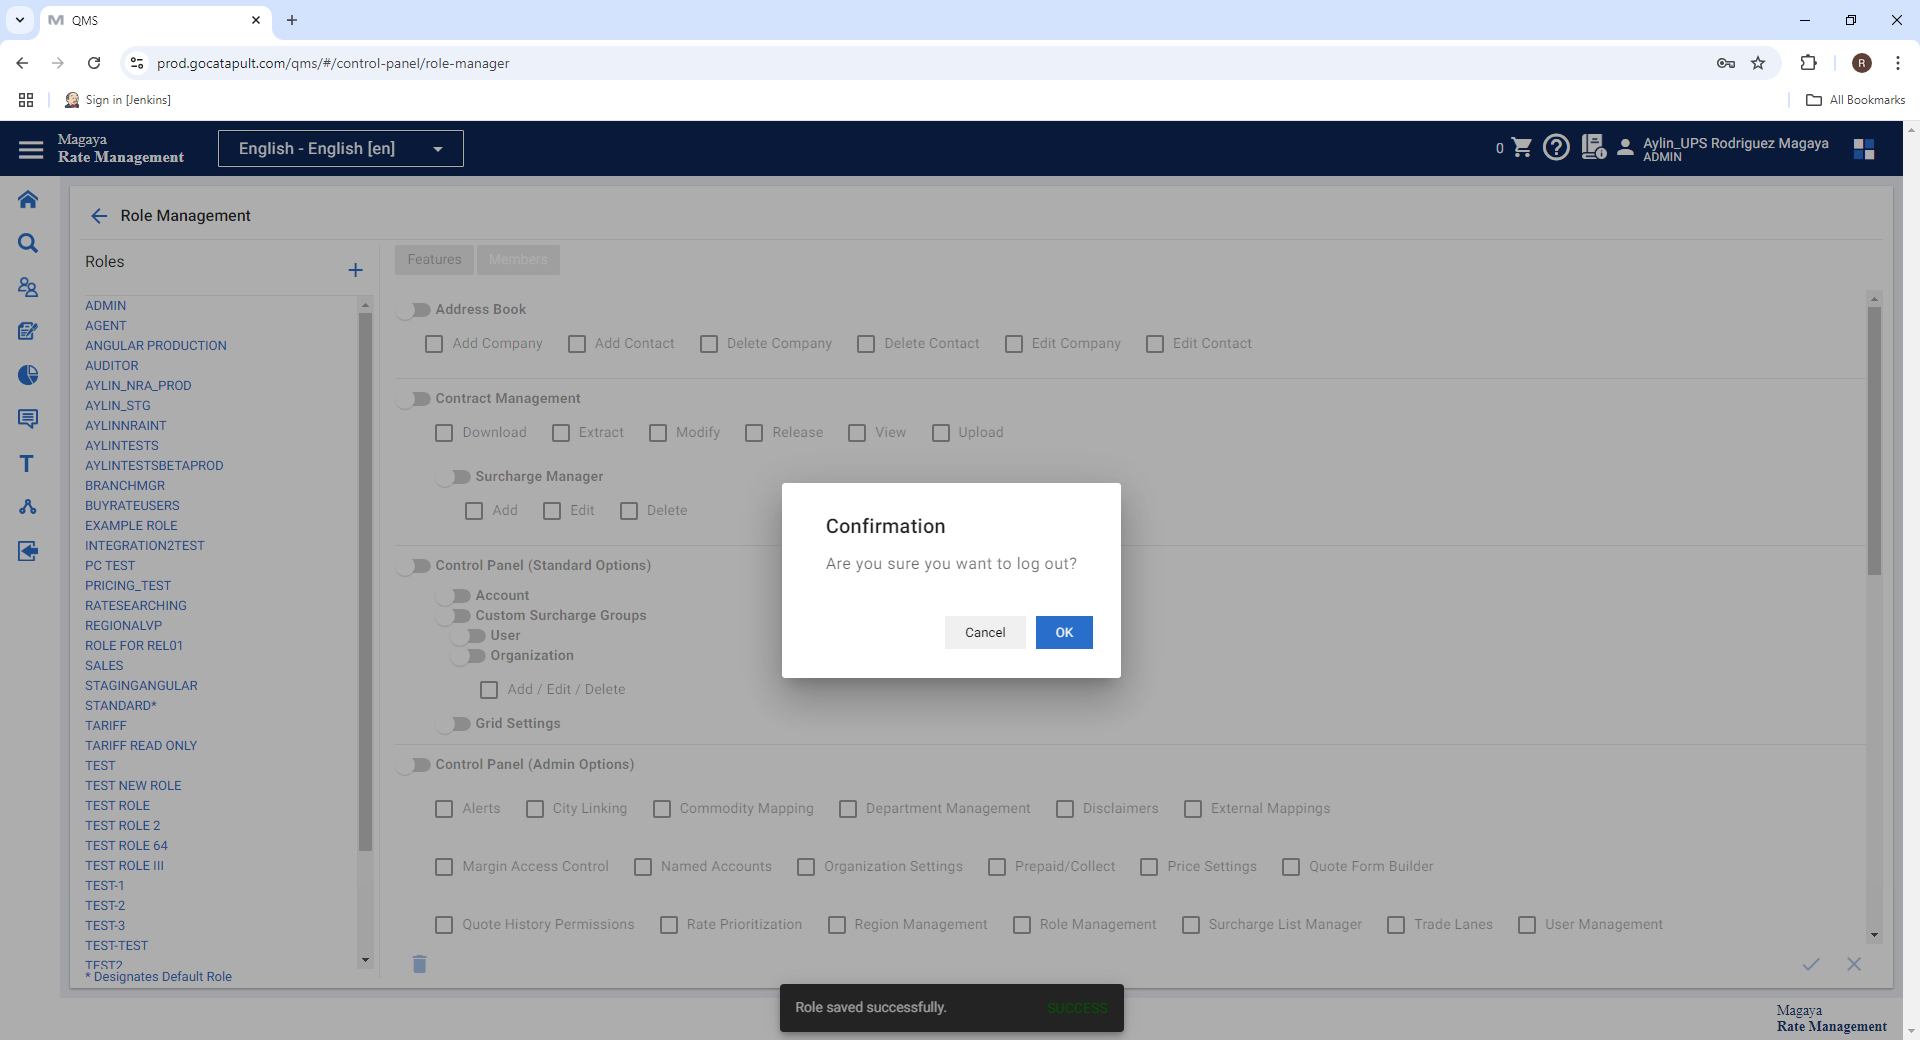 QMS
prod.gocatapult.com/qms/#/control-panel/role-manager
R
Sign in [Jenkins]
All Bookmarks
Magaya
Rate Management
English - English [en]
0
Aylin_UPS Rodriguez Magaya
ADMIN
Role Management
Roles
Features
Members
ADMIN
AGENT
ANGULAR PRODUCTION
AUDITOR
AYLIN_NRA_PROD
AYLIN_STG
AYLINNRAINT
AYLINTESTS
AYLINTESTSBETAPROD
BRANCHMGR
BUYRATEUSERS
EXAMPLE ROLE
INTEGRATION2TEST
PC TEST
PRICING_TEST
RATESEARCHING
REGIONALVP
ROLE FOR REL01
SALES
STAGINGANGULAR
STANDARD*
TARIFF
TARIFF READ ONLY
TEST
TEST NEW ROLE
TEST ROLE
TEST ROLE 2
TEST ROLE 64
TEST ROLE III
TEST-1
TEST-2
TEST-3
TEST-TEST
TEST2
* Designates Default Role
Address Book
Add Company Add Contact Delete Company Delete Contact Edit Company Edit Contact
Contract Management
Download Extract Modify Release View Upload
Surcharge Manager
Add Edit Delete
Control Panel (Standard Options)
Account
Custom Surcharge Groups
User
Organization
Add / Edit / Delete
Grid Settings
Control Panel (Admin Options)
Alerts City Linking Commodity Mapping Department Management Disclaimers External Mappings
Margin Access Control Named Accounts Organization Settings Prepaid/Collect Price Settings Quote Form Builder
Quote History Permissions Rate Prioritization Region Management Role Management Surcharge List Manager Trade Lanes User Management
Confirmation
Are you sure you want to log out?
Cancel OK
Role saved successfully. SUCCESS
Magaya
Rate Management